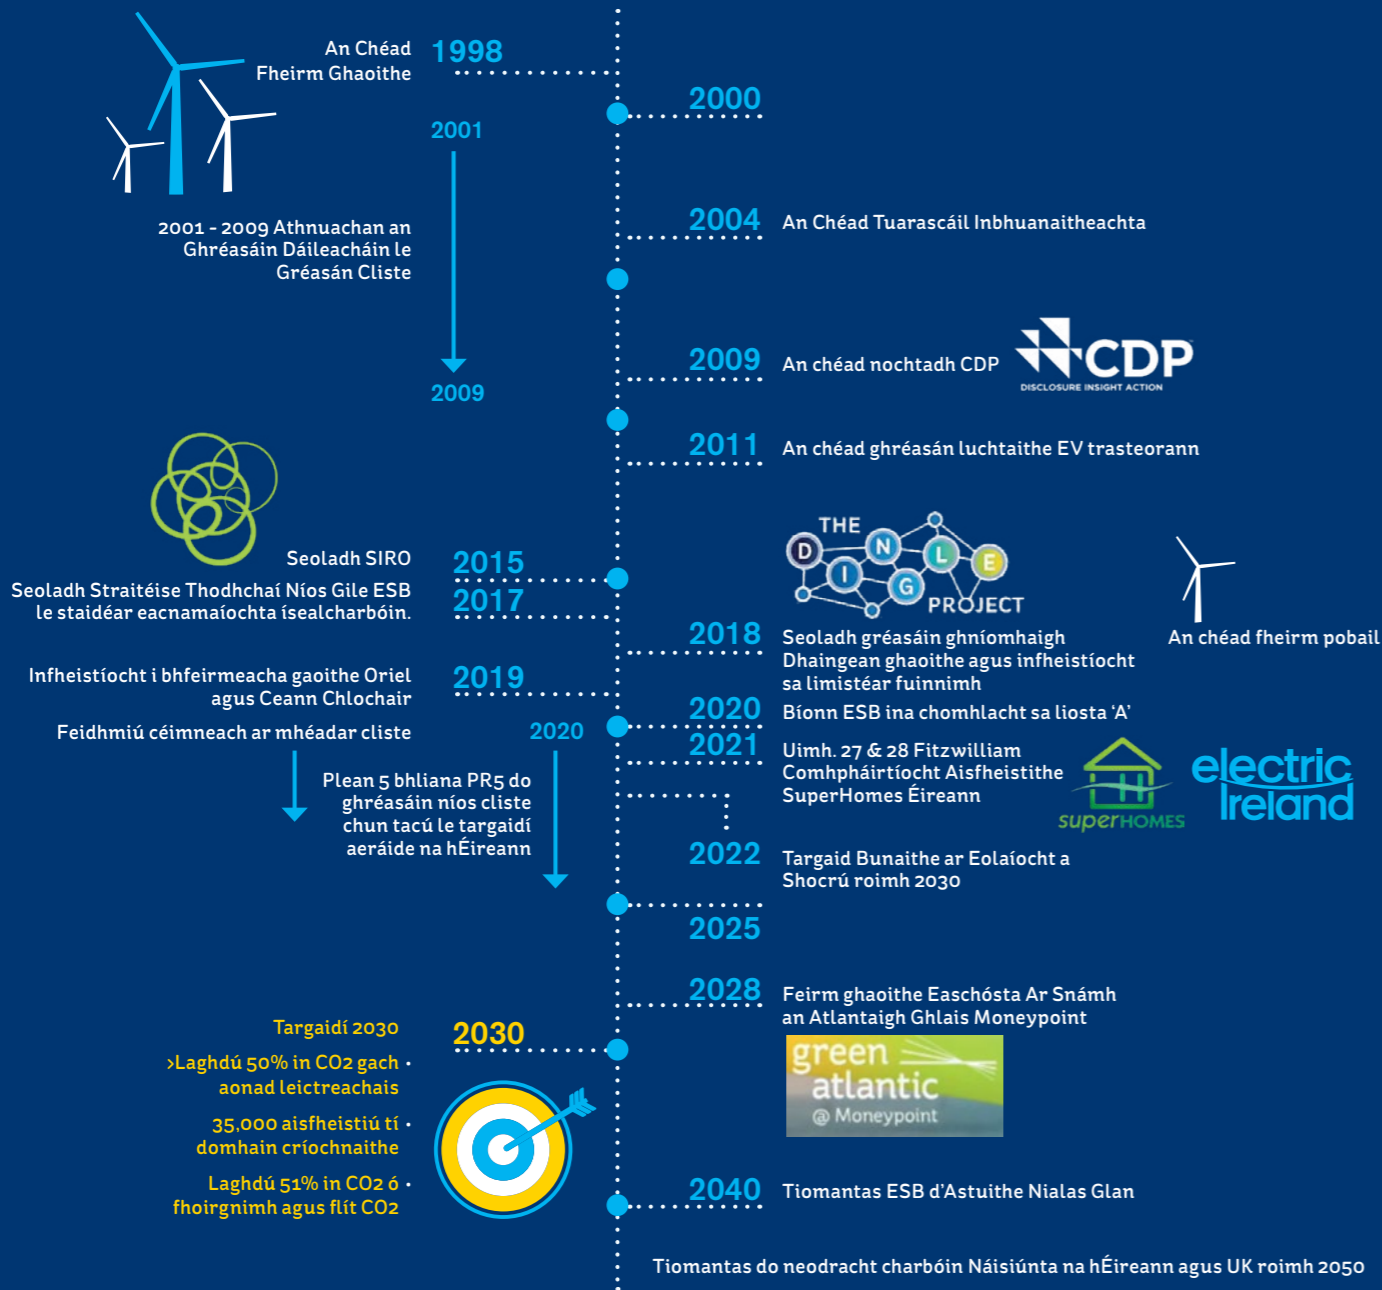 An Chéad
Fheirm Ghaoithe
1998
2000
2001
2001 - 2009 Athnuachan an
Ghréasáin Dáileacháin le
Gréasán Cliste
2009
2004
An Chéad Tuarascáil Inbhuanaitheachta
2009
An chéad nochtadh CDP
CDP
DISCLOSURE INSIGHT ACTION
2011
An chéad ghréasán luchtaithe EV trasteorann
Seoladh SIRO
2015
Seoladh Straitéise Thodhchaí Níos Gile ESB
le staidéar eacnamaíochta ísealcharbóin.
2017
THE
DINGLE
PROJECT
2018
Seoladh gréasáin ghníomhaigh
Dhaingean ghaoithe agus infheistíocht
sa limistéar fuinnimh
An chéad fheirm pobail
Infheistíocht i bhfeirmeacha gaoithe Oriel
agus Ceann Chlochair
2019
2020
Bíonn ESB ina chomhlacht sa liosta ‘A’
Feidhmiú céimneach ar mhéadar cliste
2020
Plean 5 bhliana PR5 do
ghréasáin níos cliste
chun tacú le targaidí
aeráide na hÉireann
2021
Uimh. 27 & 28 Fitzwilliam
Comhpháirtíocht Aisfheistithe
SuperHomes Éireann
superHOMES
electric
Ireland
2022
Targaid Bunaithe ar Eolaíocht a
Shocrú roimh 2030
2025
2028
Feirm ghaoithe Easchósta Ar Snámh
an Atlantaigh Ghlais Moneypoint
green
atlantic
@ Moneypoint
Targaidí 2030
2030
>Laghdú 50% in CO2 gach •
aonad leictreachais
35,000 aisfheistiú tí •
domhain críochnaithe
Laghdú 51% in CO2 ó •
fhoirgnimh agus flít CO2
2040
Tiomantas ESB d’Astuithe Nialas Glan
Tiomantas do neodracht charbóin Náisiúnta na hÉireann agus UK roimh 2050